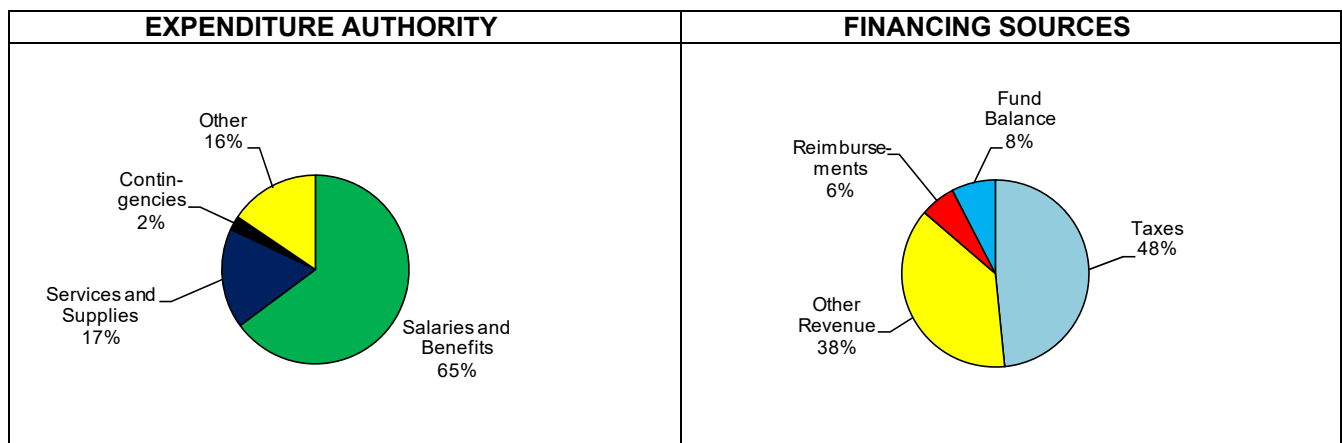 EXPENDITURE AUTHORITY
Other
16%
Contin-
gencies
2%
Services and
Supplies
17%
Salaries and
Benefits
65%
FINANCING SOURCES
Fund
Balance
8%
Reimburse-
ments
6%
Taxes
48%
Other
Revenue
38%